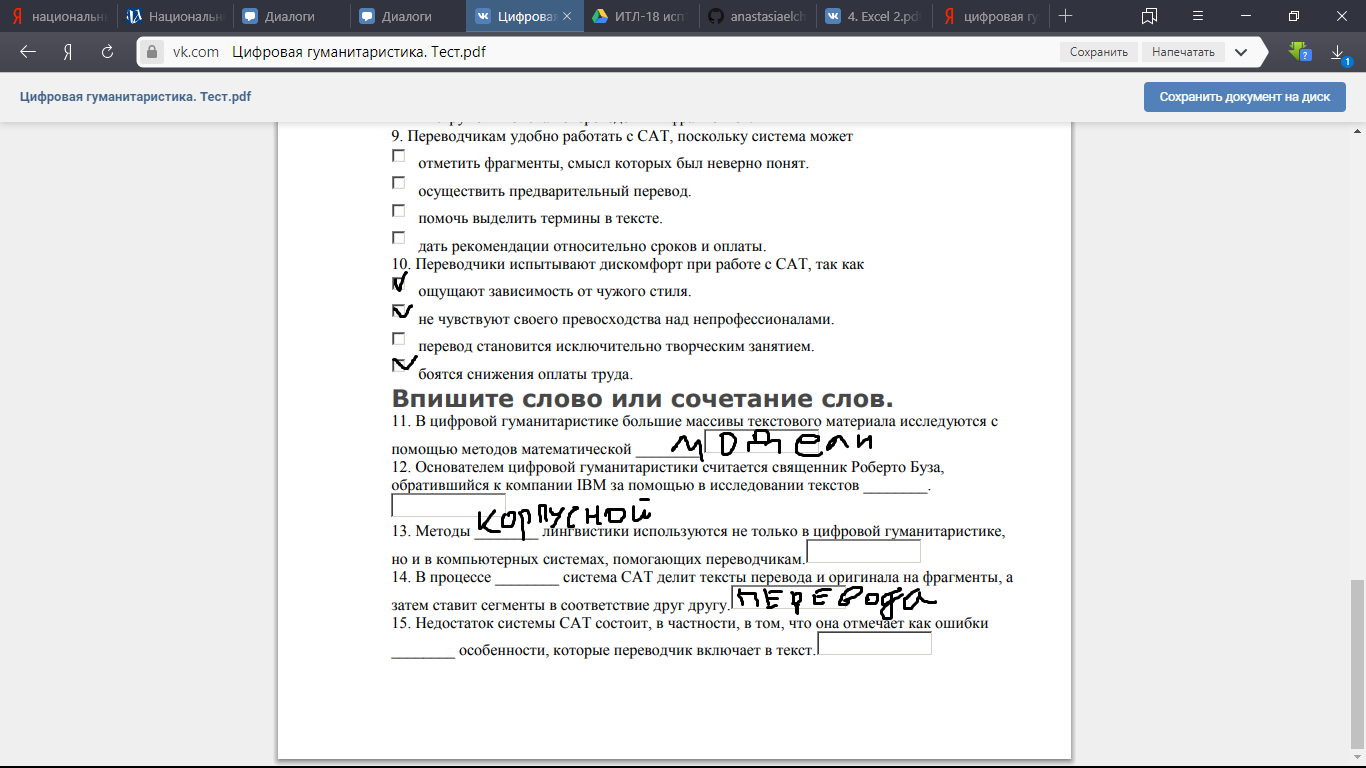 национальнь
Национальн
Диалоги
Диалоги
Цифрова
ИТЛ-18 исп
anastasiaelch
4. Excel 2.pd
цифровая гу
vk.com Цифровая гуманитаристика. Тест.pdf
Сохранить
Напечатать
1
Цифровая гуманитаристика. Тест.pdf
Сохранить документ на диск
9. Переводчикам удобно работать с CAT, поскольку система может
отметить фрагменты, смысл которых был неверно понят.
осуществить предварительный перевод.
помочь выделить термины в тексте.
дать рекомендации относительно сроков и оплаты.
10. Переводчики испытывают дискомфорт при работе с CAT, так как
ощущают зависимость от чужого стиля.
не чувствуют своего превосходства над непрофессионалами.
перевод становится исключительно творческим занятием.
боятся снижения оплаты труда.
Впишите слово или сочетание слов.
11. В цифровой гуманитаристике большие массивы текстового материала исследуются с
помощью методов математической ________ модели
12. Основателем цифровой гуманитаристики считается священник Роберто Буза,
обратившийся к компании IBM за помощью в исследовании текстов ________.
корпусной
13. Методы ________ лингвистики используются не только в цифровой гуманитаристике,
но и в компьютерных системах, помогающих переводчикам.
14. В процессе ________ система CAT делит тексты перевода и оригинала на фрагменты, а
затем ставит сегменты в соответствие друг другу. перевода
15. Недостаток системы CAT состоит, в частности, в том, что она отмечает как ошибки
________ особенности, которые переводчик включает в текст.